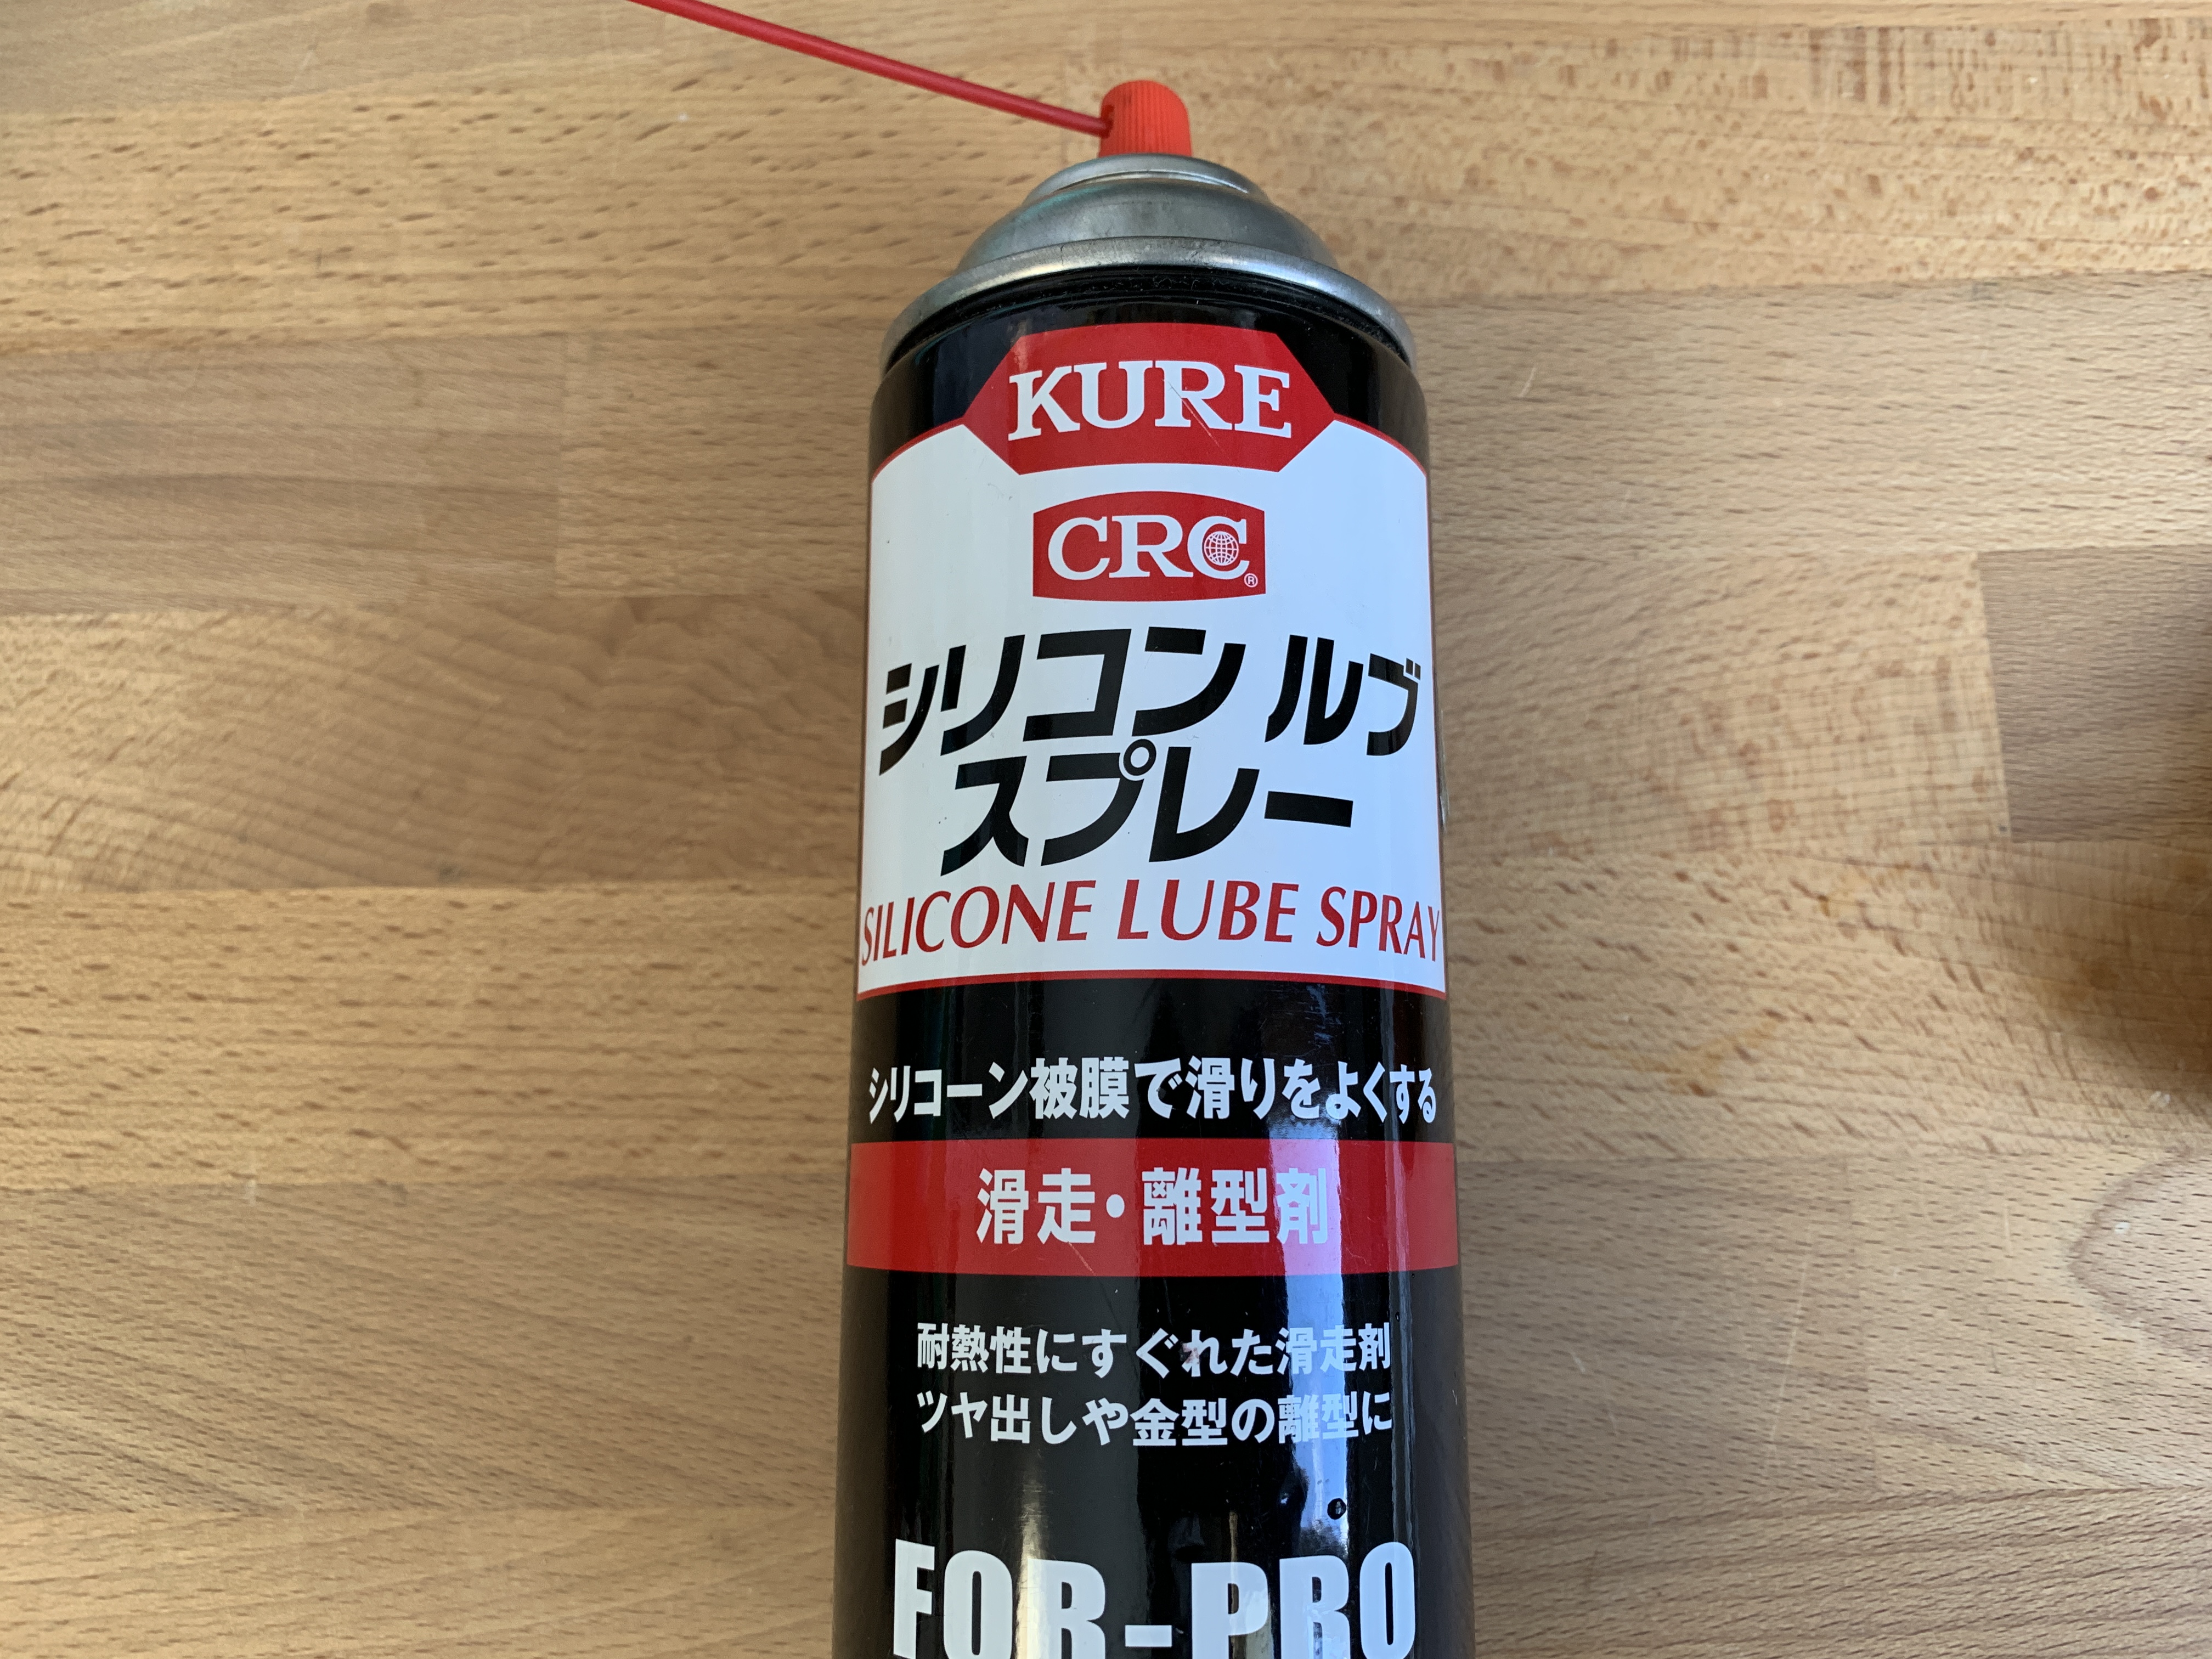 KURE
CRC®
シリコン ルブ
スプレー
SILICONE LUBE SPRAY
シリコーン被膜で滑りをよくする
滑走・離型剤
耐熱性にすぐれた滑走剤
ツヤ出しや金型の離型に
FOR-PRO